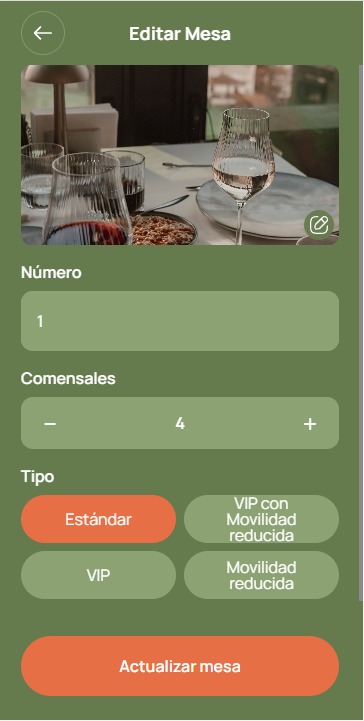 Editar Mesa
Número
1
Comensales
− 4 +
Tipo
Estándar
VIP con
Movilidad
reducida
VIP
Movilidad
reducida
Actualizar mesa